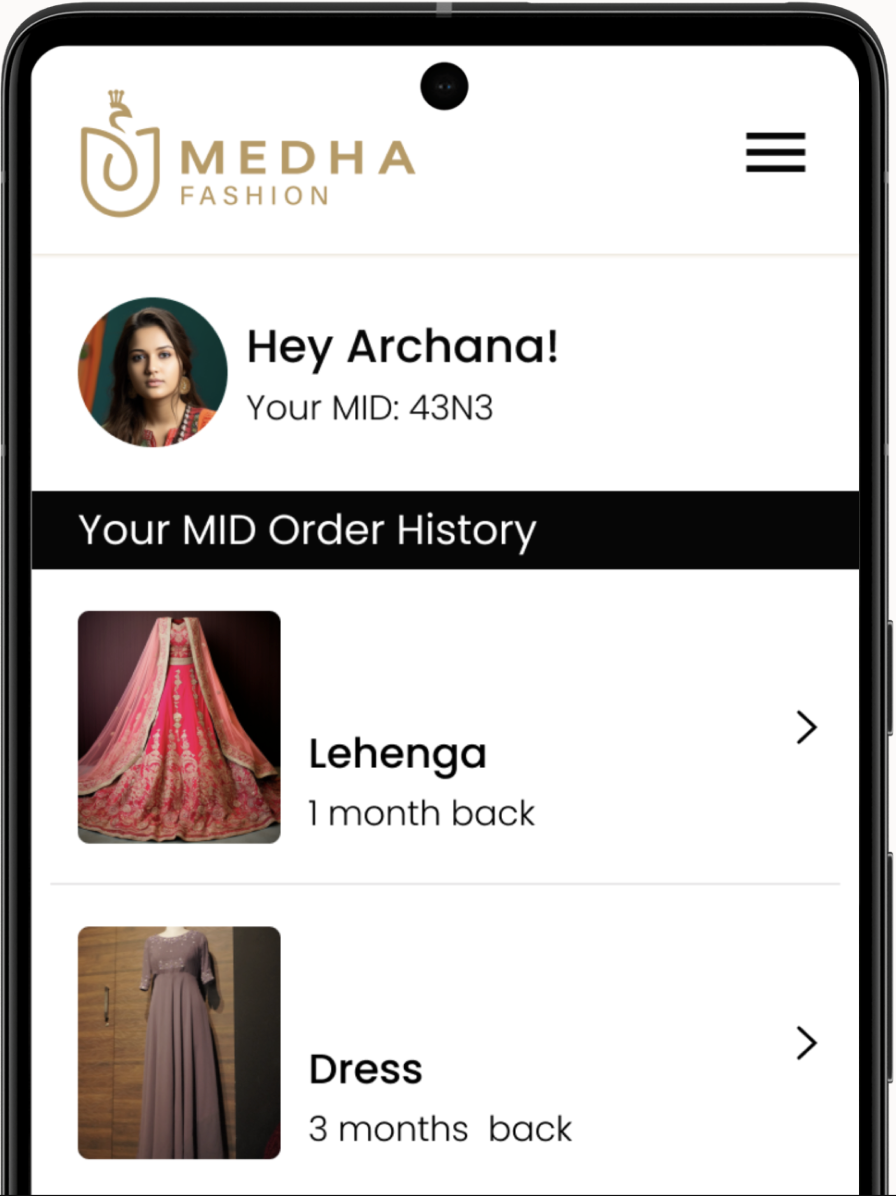 MEDHA
FASHION
Hey Archana!
Your MID: 43N3
Your MID Order History
Lehenga
1 month back
Dress
3 months  back